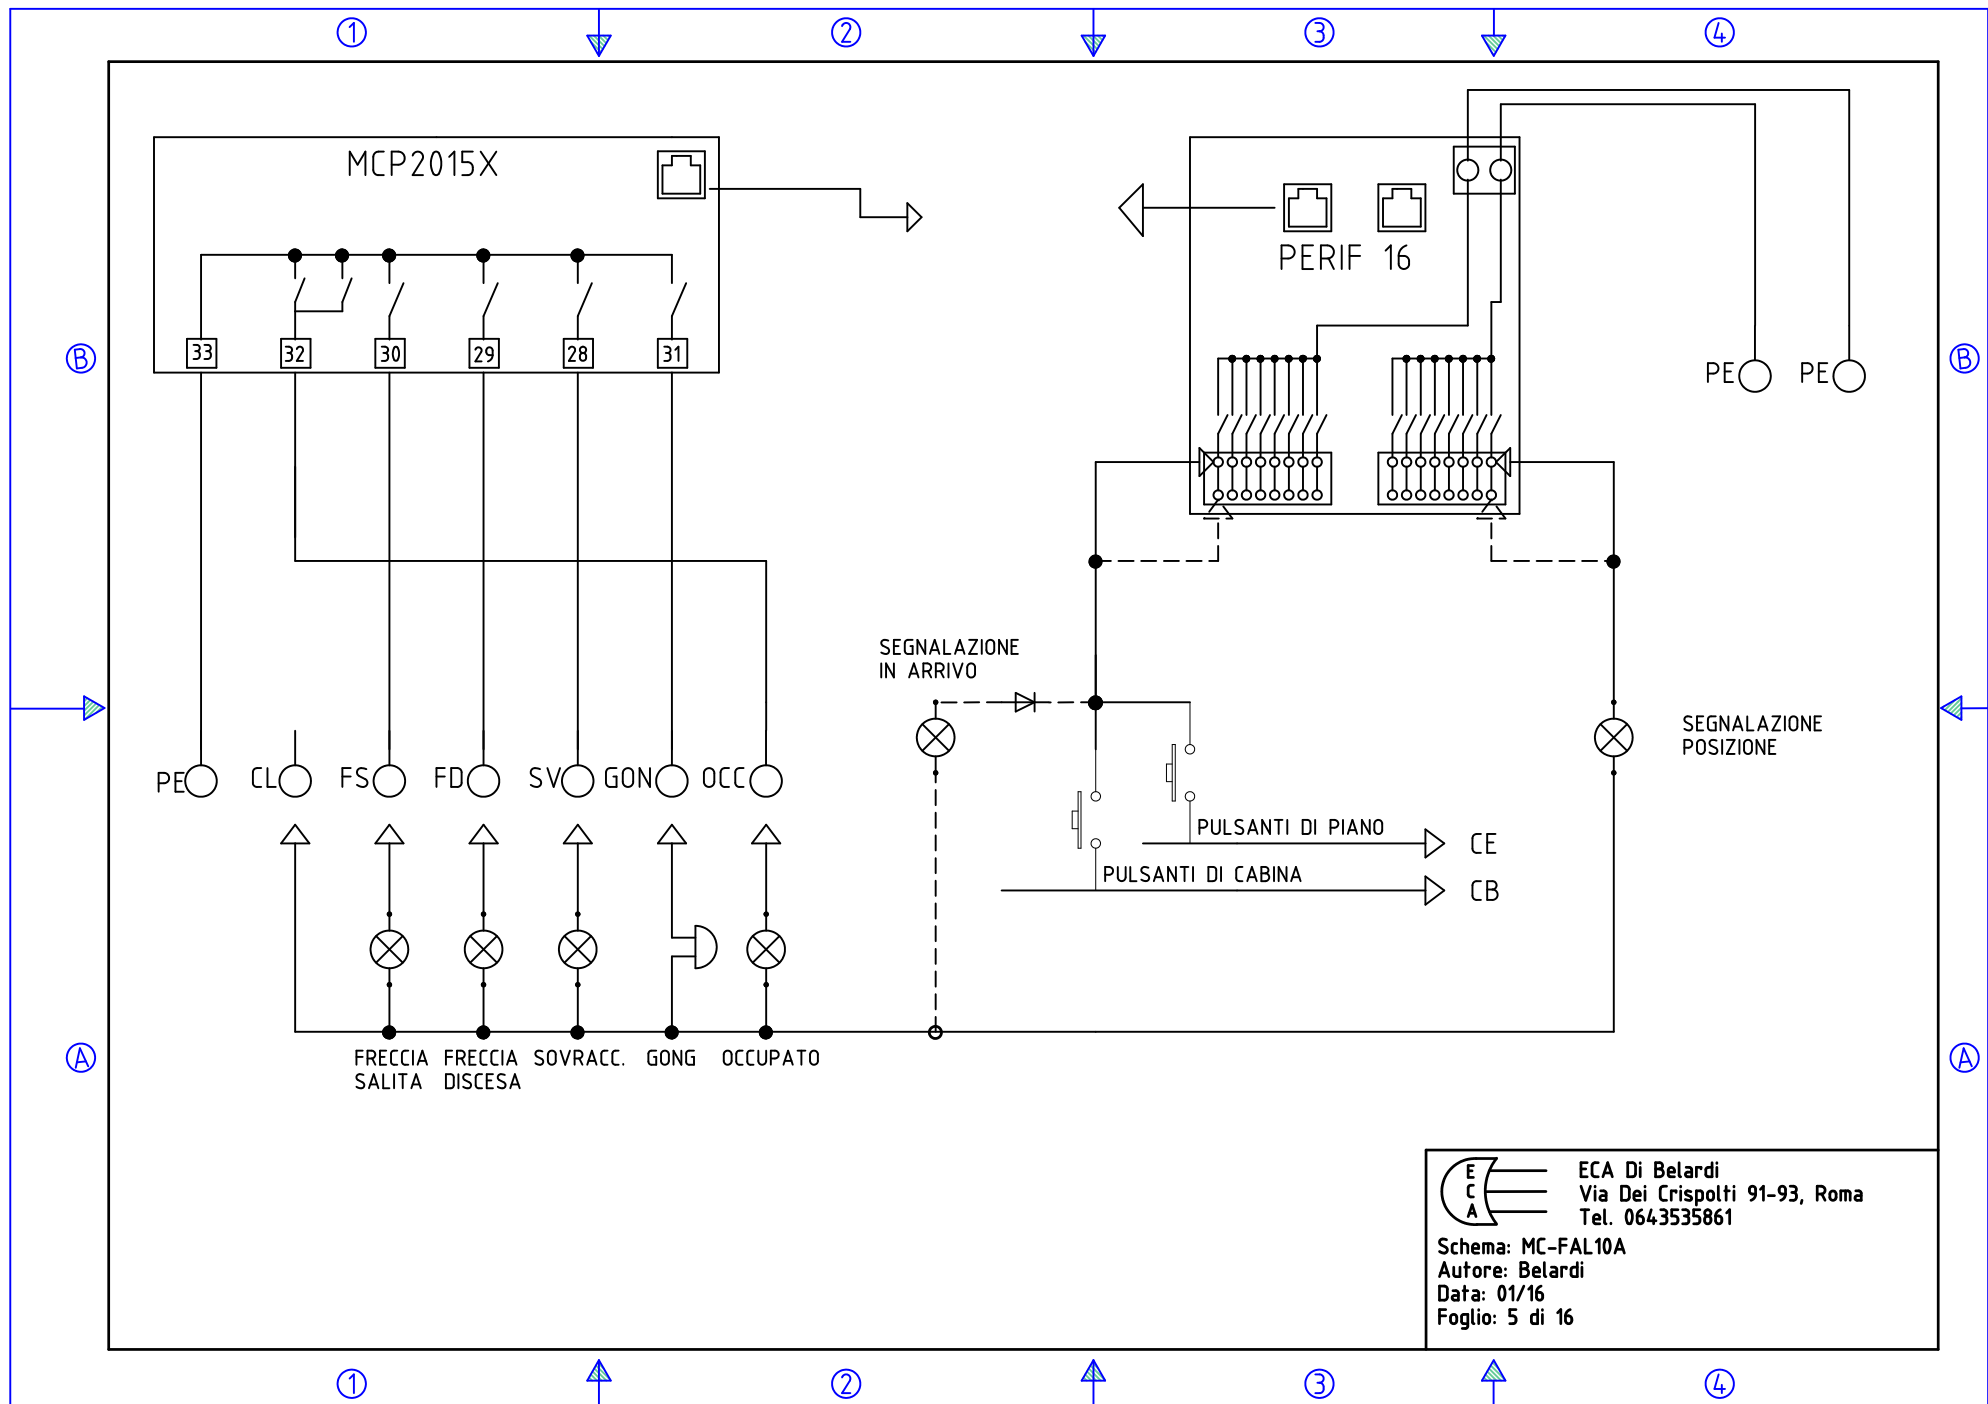 1 2 3 4
MCP2015X
PERIF 16
33 32 30 29 28 31
B
B
PE PE
SEGNALAZIONE
IN ARRIVO
SEGNALAZIONE
POSIZIONE
PE CL FS FD SV GON OCC
PULSANTI DI PIANO CE
PULSANTI DI CABINA CB
A
A
FRECCIA
SALITA
FRECCIA
DISCESA
SOVRACC.
GONG
OCCUPATO
E
C
A
ECA Di Belardi
Via Dei Crispolti 91-93, Roma
Tel. 0643535861
Schema: MC-FAL10A
Autore: Belardi
Data: 01/16
Foglio: 5 di 16
1 2 3 4